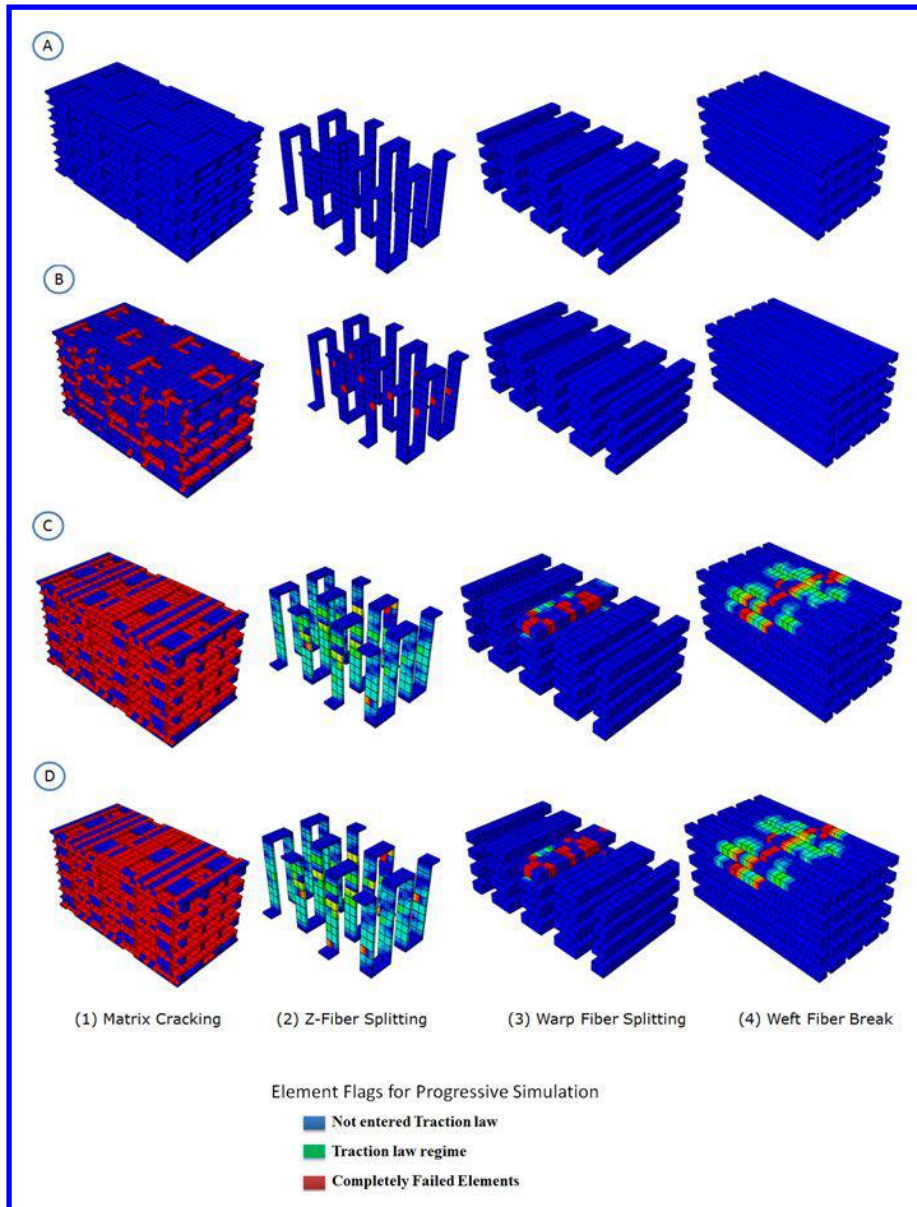 A
B
C
D
(1) Matrix Cracking (2) Z-Fiber Splitting (3) Warp Fiber Splitting (4) Weft Fiber Break
Element Flags for Progressive Simulation
Not entered Traction law
Traction law regime
Completely Failed Elements